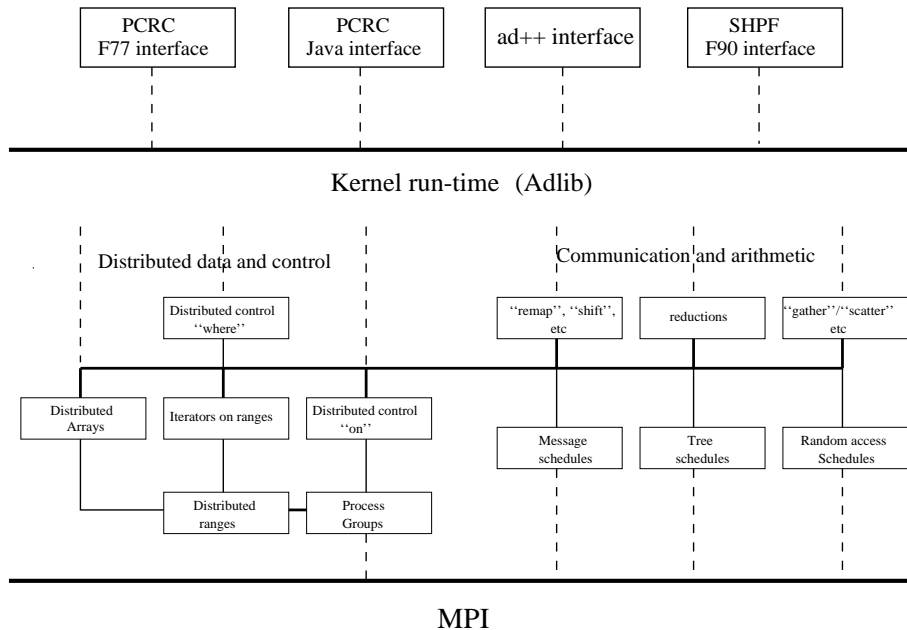 PCRC
F77 interface
PCRC
Java interface
ad++ interface
SHPF
F90 interface
Kernel run-time (Adlib)
Distributed data and control
Communication and arithmetic
Distributed control
‘‘where’’
‘‘remap’’, ‘‘shift’’,
etc
reductions
‘‘gather’’/‘‘scatter’’
etc
Distributed
Arrays
Iterators on ranges
Distributed control
‘‘on’’
Message
schedules
Tree
schedules
Random access
Schedules
Distributed
ranges
Process
Groups
MPI